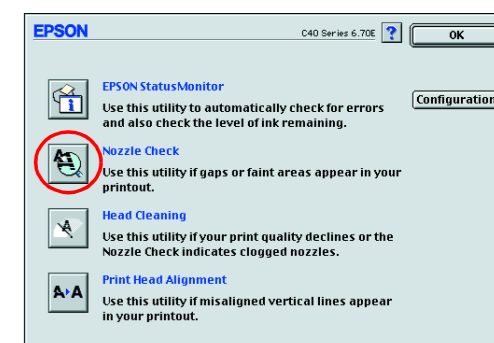 EPSON
C40 Series 6.70E
?
OK
EPSON StatusMonitor
Use this utility to automatically check for errors
and also check the level of ink remaining.
Configuration
Nozzle Check
Use this utility if gaps or faint areas appear in your
printout.
Head Cleaning
Use this utility if your print quality declines or the
Nozzle Check indicates clogged nozzles.
A▸A
Print Head Alignment
Use this utility if misaligned vertical lines appear
in your printout.